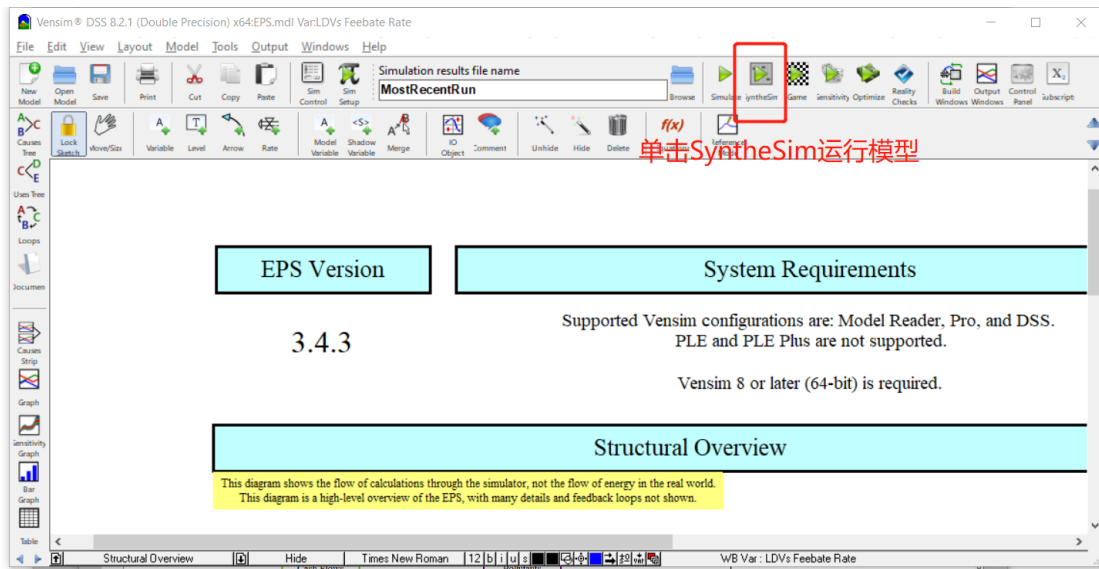 Vensim® DSS 8.2.1 (Double Precision) x64:EPS.mdl Var:LDVs Feebate Rate
File Edit View Layout Model Tools Output Windows Help
Simulation results file name
MostRecentRun
New Model
Open Model
Save
Print
Cut
Copy
Paste
Sim Control
Sim Setup
Browse
Simulate
SyntheSim
Game
Sensitivity
Optimize
Reality Checks
Build Windows
Output Windows
Control Panel
Subscript
Causes Tree
Lock Sketch
Move/Size
Variable
Level
Arrow
Rate
Model Variable
Shadow Variable
Merge
IO Object
Comment
Unhide
Hide
Delete
Reference
单击SyntheSim运行模型
Uses Tree
Loops
Documen
Causes Strip
Graph
Sensitivity Graph
Bar Graph
Table
EPS Version
System Requirements
3.4.3
Supported Vensim configurations are: Model Reader, Pro, and DSS.
PLE and PLE Plus are not supported.
Vensim 8 or later (64-bit) is required.
Structural Overview
This diagram shows the flow of calculations through the simulator, not the flow of energy in the real world.
This diagram is a high-level overview of the EPS, with many details and feedback loops not shown.
Structural Overview Hide Times New Roman 12 b i u s WB Var : LDVs Feebate Rate